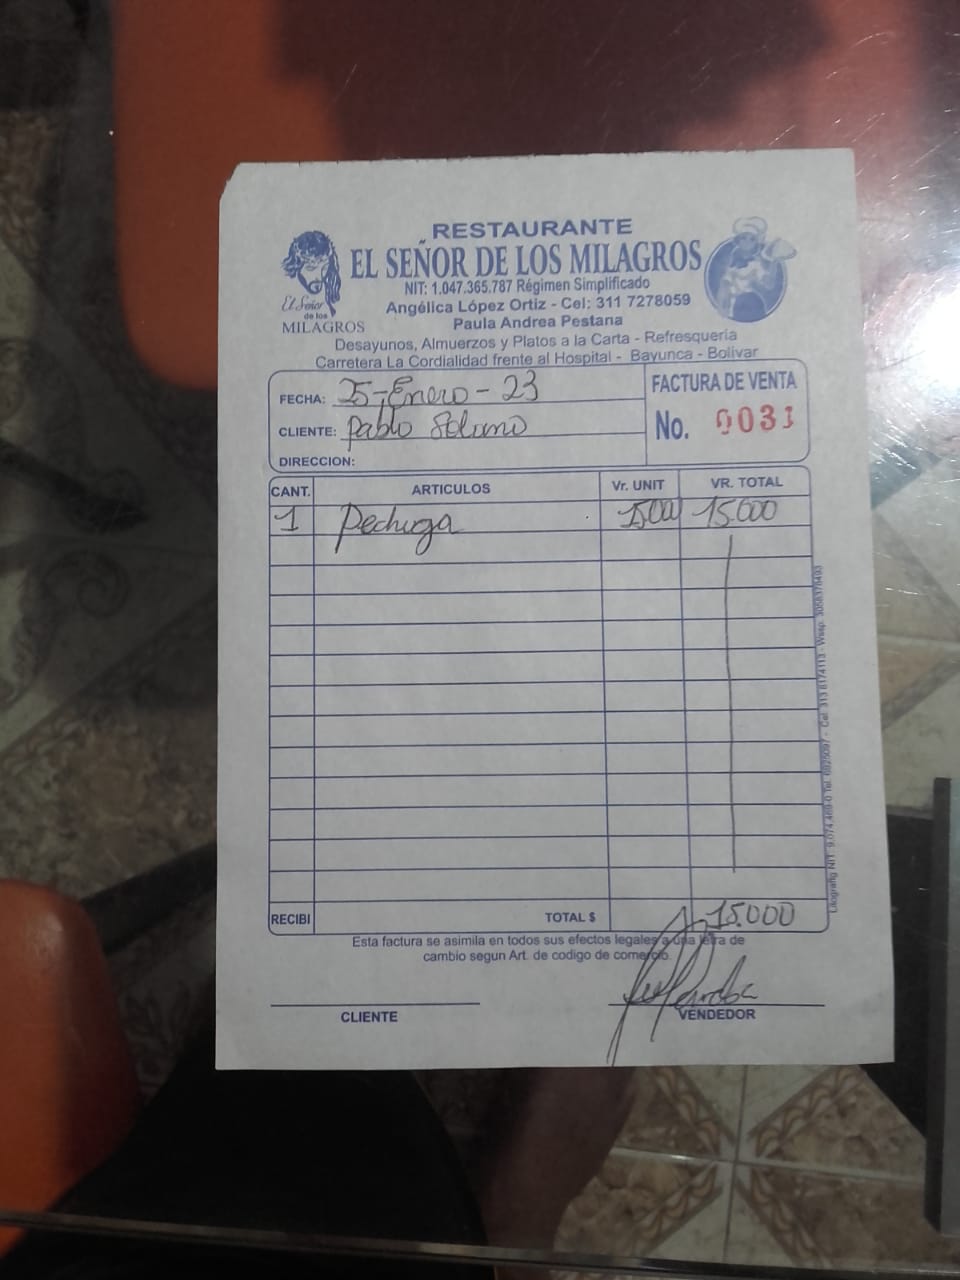 RESTAURANTE
EL SEÑOR DE LOS MILAGROS
NIT: 1.047.365.787 Régimen Simplificado
Angélica López Ortiz - Cel: 311 7278059
Paula Andrea Pestana
El Señor
de los
MILAGROS
Desayunos, Almuerzos y Platos a la Carta - Refresquería
Carretera La Cordialidad frente al Hospital - Bayunca - Bolivar
FECHA: 25-Enero-23
FACTURA DE VENTA
CLIENTE: Pablo Solano
No. 0031
DIRECCION:
CANT. ARTICULOS Vr. UNIT VR. TOTAL
1 Pechuga 15.000 15.000
RECIBI TOTAL $ 15.000
Esta factura se asimila en todos sus efectos legales a una letra de
cambio segun Art. de codigo de comercio.
CLIENTE VENDEDOR